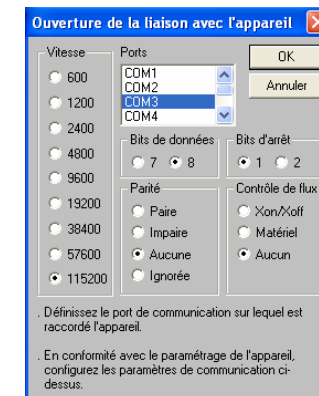 Ouverture de la liaison avec l'appareil
Vitesse
600
1200
2400
4800
9600
19200
38400
57600
115200
Ports
COM1
COM2
COM3
COM4
OK
Annuler
Bits de données
7 8
Bits d'arrêt
1 2
Parité
Paire
Impaire
Aucune
Ignorée
Contrôle de flux
Xon/Xoff
Matériel
Aucun
. Définissez le port de communication sur lequel est
raccordé l'appareil.
. En conformité avec le paramétrage de l'appareil,
configurez les paramètres de communication ci-
dessus.